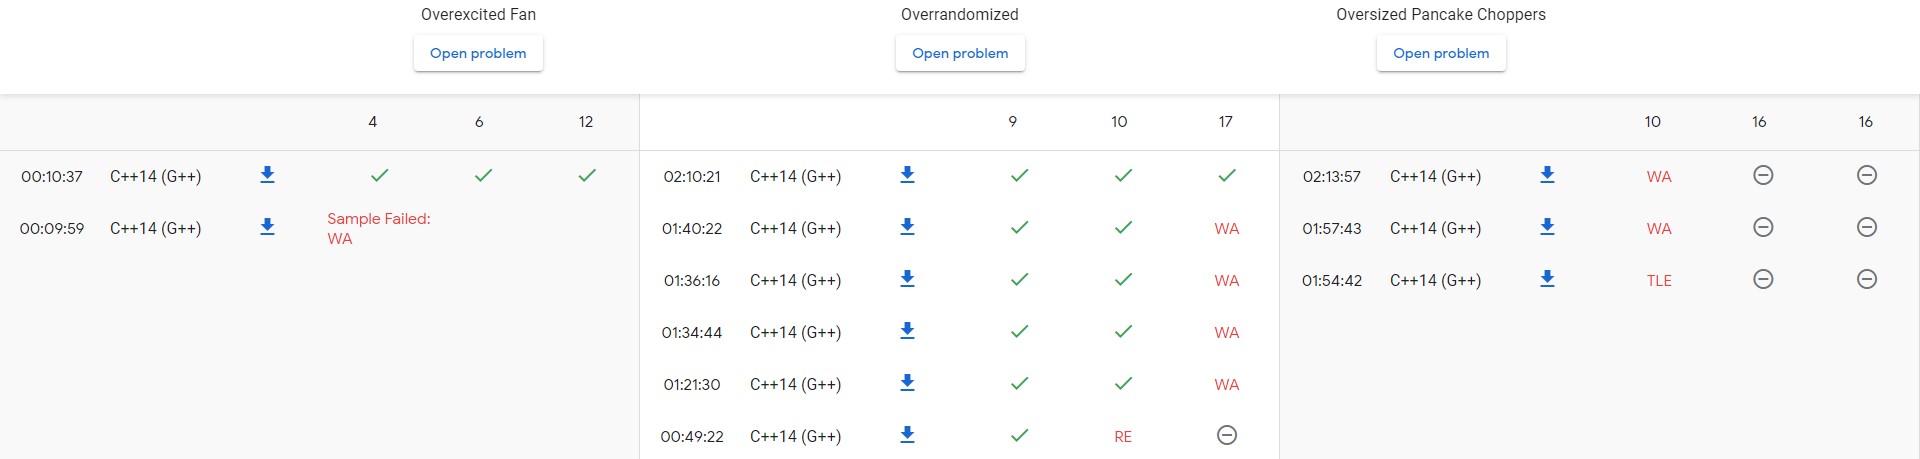 Overexcited Fan Overrandomized Oversized Pancake Choppers
Open problem Open problem Open problem
4 6 12 9 10 17 10 16 16
00:10:37 C++14 (G++) 02:10:21 C++14 (G++) 02:13:57 C++14 (G++) WA
00:09:59 C++14 (G++) Sample Failed: WA 01:40:22 C++14 (G++) WA 01:57:43 C++14 (G++) WA
01:36:16 C++14 (G++) WA 01:54:42 C++14 (G++) TLE
01:34:44 C++14 (G++) WA
01:21:30 C++14 (G++) WA
00:49:22 C++14 (G++) RE